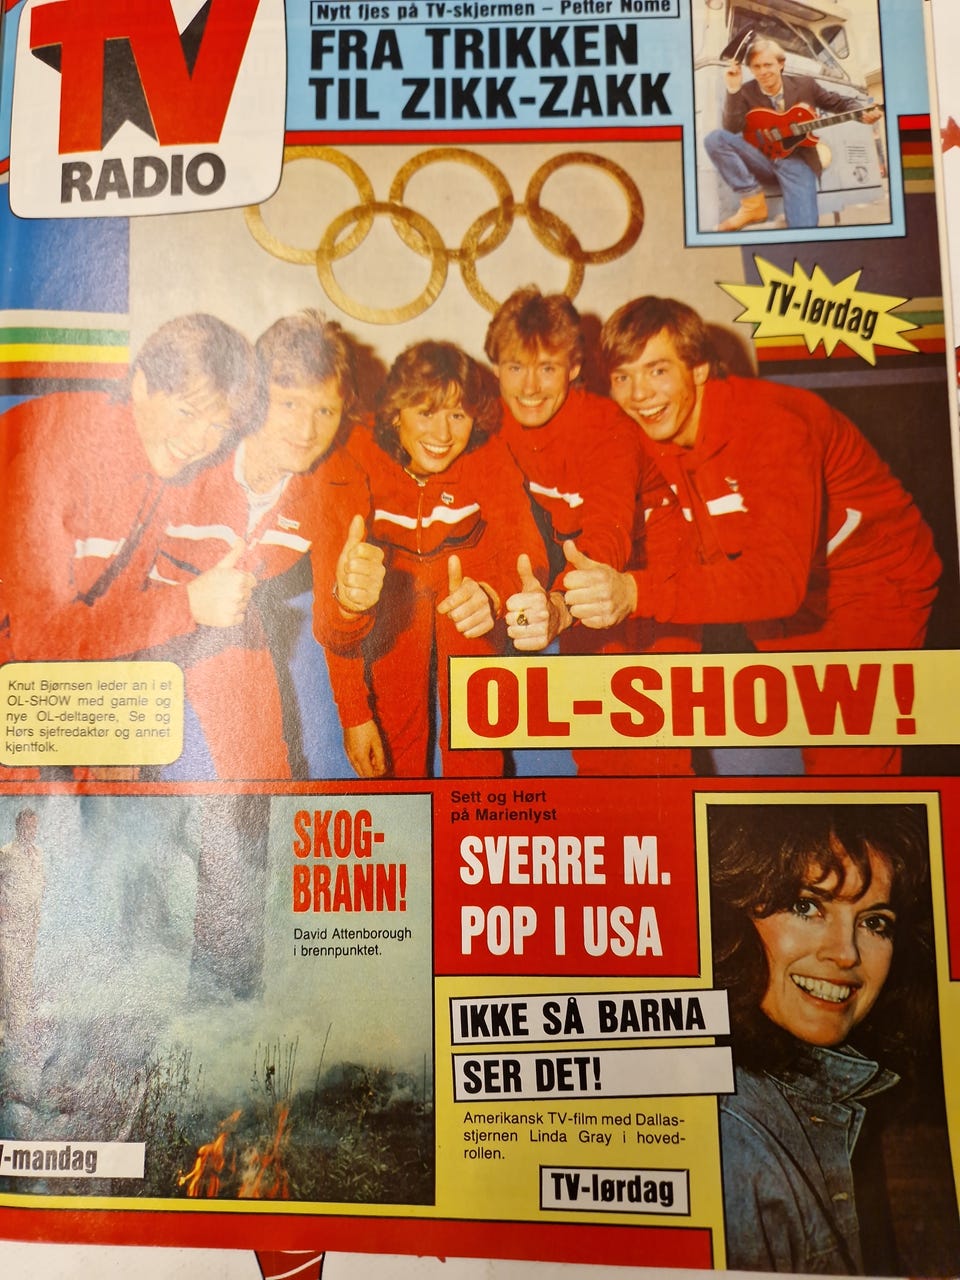 TV
RADIO
Nytt fjes på TV-skjermen – Petter Nome
FRA TRIKKEN
TIL ZIKK-ZAKK
TV-lørdag
Knut Bjørnsen leder an i et
OL-SHOW med gamle og
nye OL-deltagere, Se og
Hørs sjefredaktør og annet
kjentfolk.
OL-SHOW!
SKOG-
BRANN!
David Attenborough
i brennpunktet.
-mandag
Sett og Hørt
på Marienlyst
SVERRE M.
POP I USA
IKKE SÅ BARNA
SER DET!
Amerikansk TV-film med Dallas-
stjernen Linda Gray i hoved-
rollen.
TV-lørdag